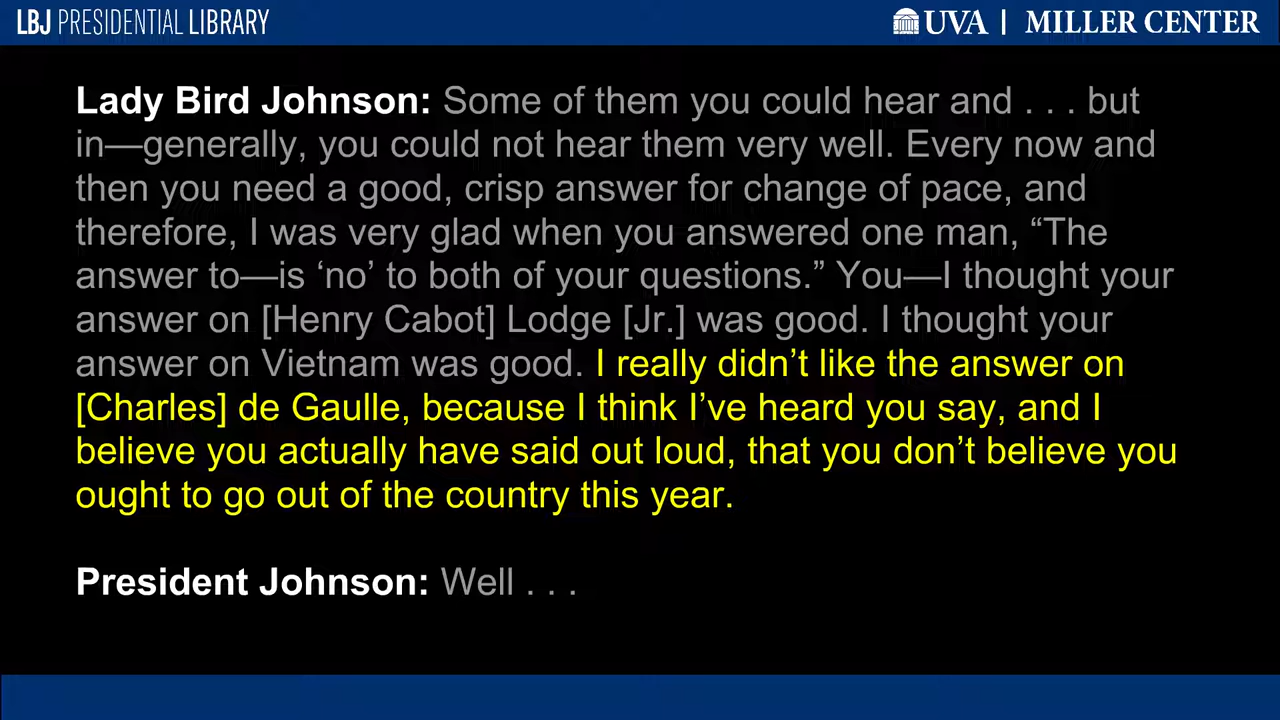 LBJ PRESIDENTIAL LIBRARY
UVA | MILLER CENTER
Lady Bird Johnson: Some of them you could hear and . . . but
in—generally, you could not hear them very well. Every now and
then you need a good, crisp answer for change of pace, and
therefore, I was very glad when you answered one man, “The
answer to—is ‘no’ to both of your questions.” You—I thought your
answer on [Henry Cabot] Lodge [Jr.] was good. I thought your
answer on Vietnam was good. I really didn’t like the answer on
[Charles] de Gaulle, because I think I’ve heard you say, and I
believe you actually have said out loud, that you don’t believe you
ought to go out of the country this year.
President Johnson: Well . . .